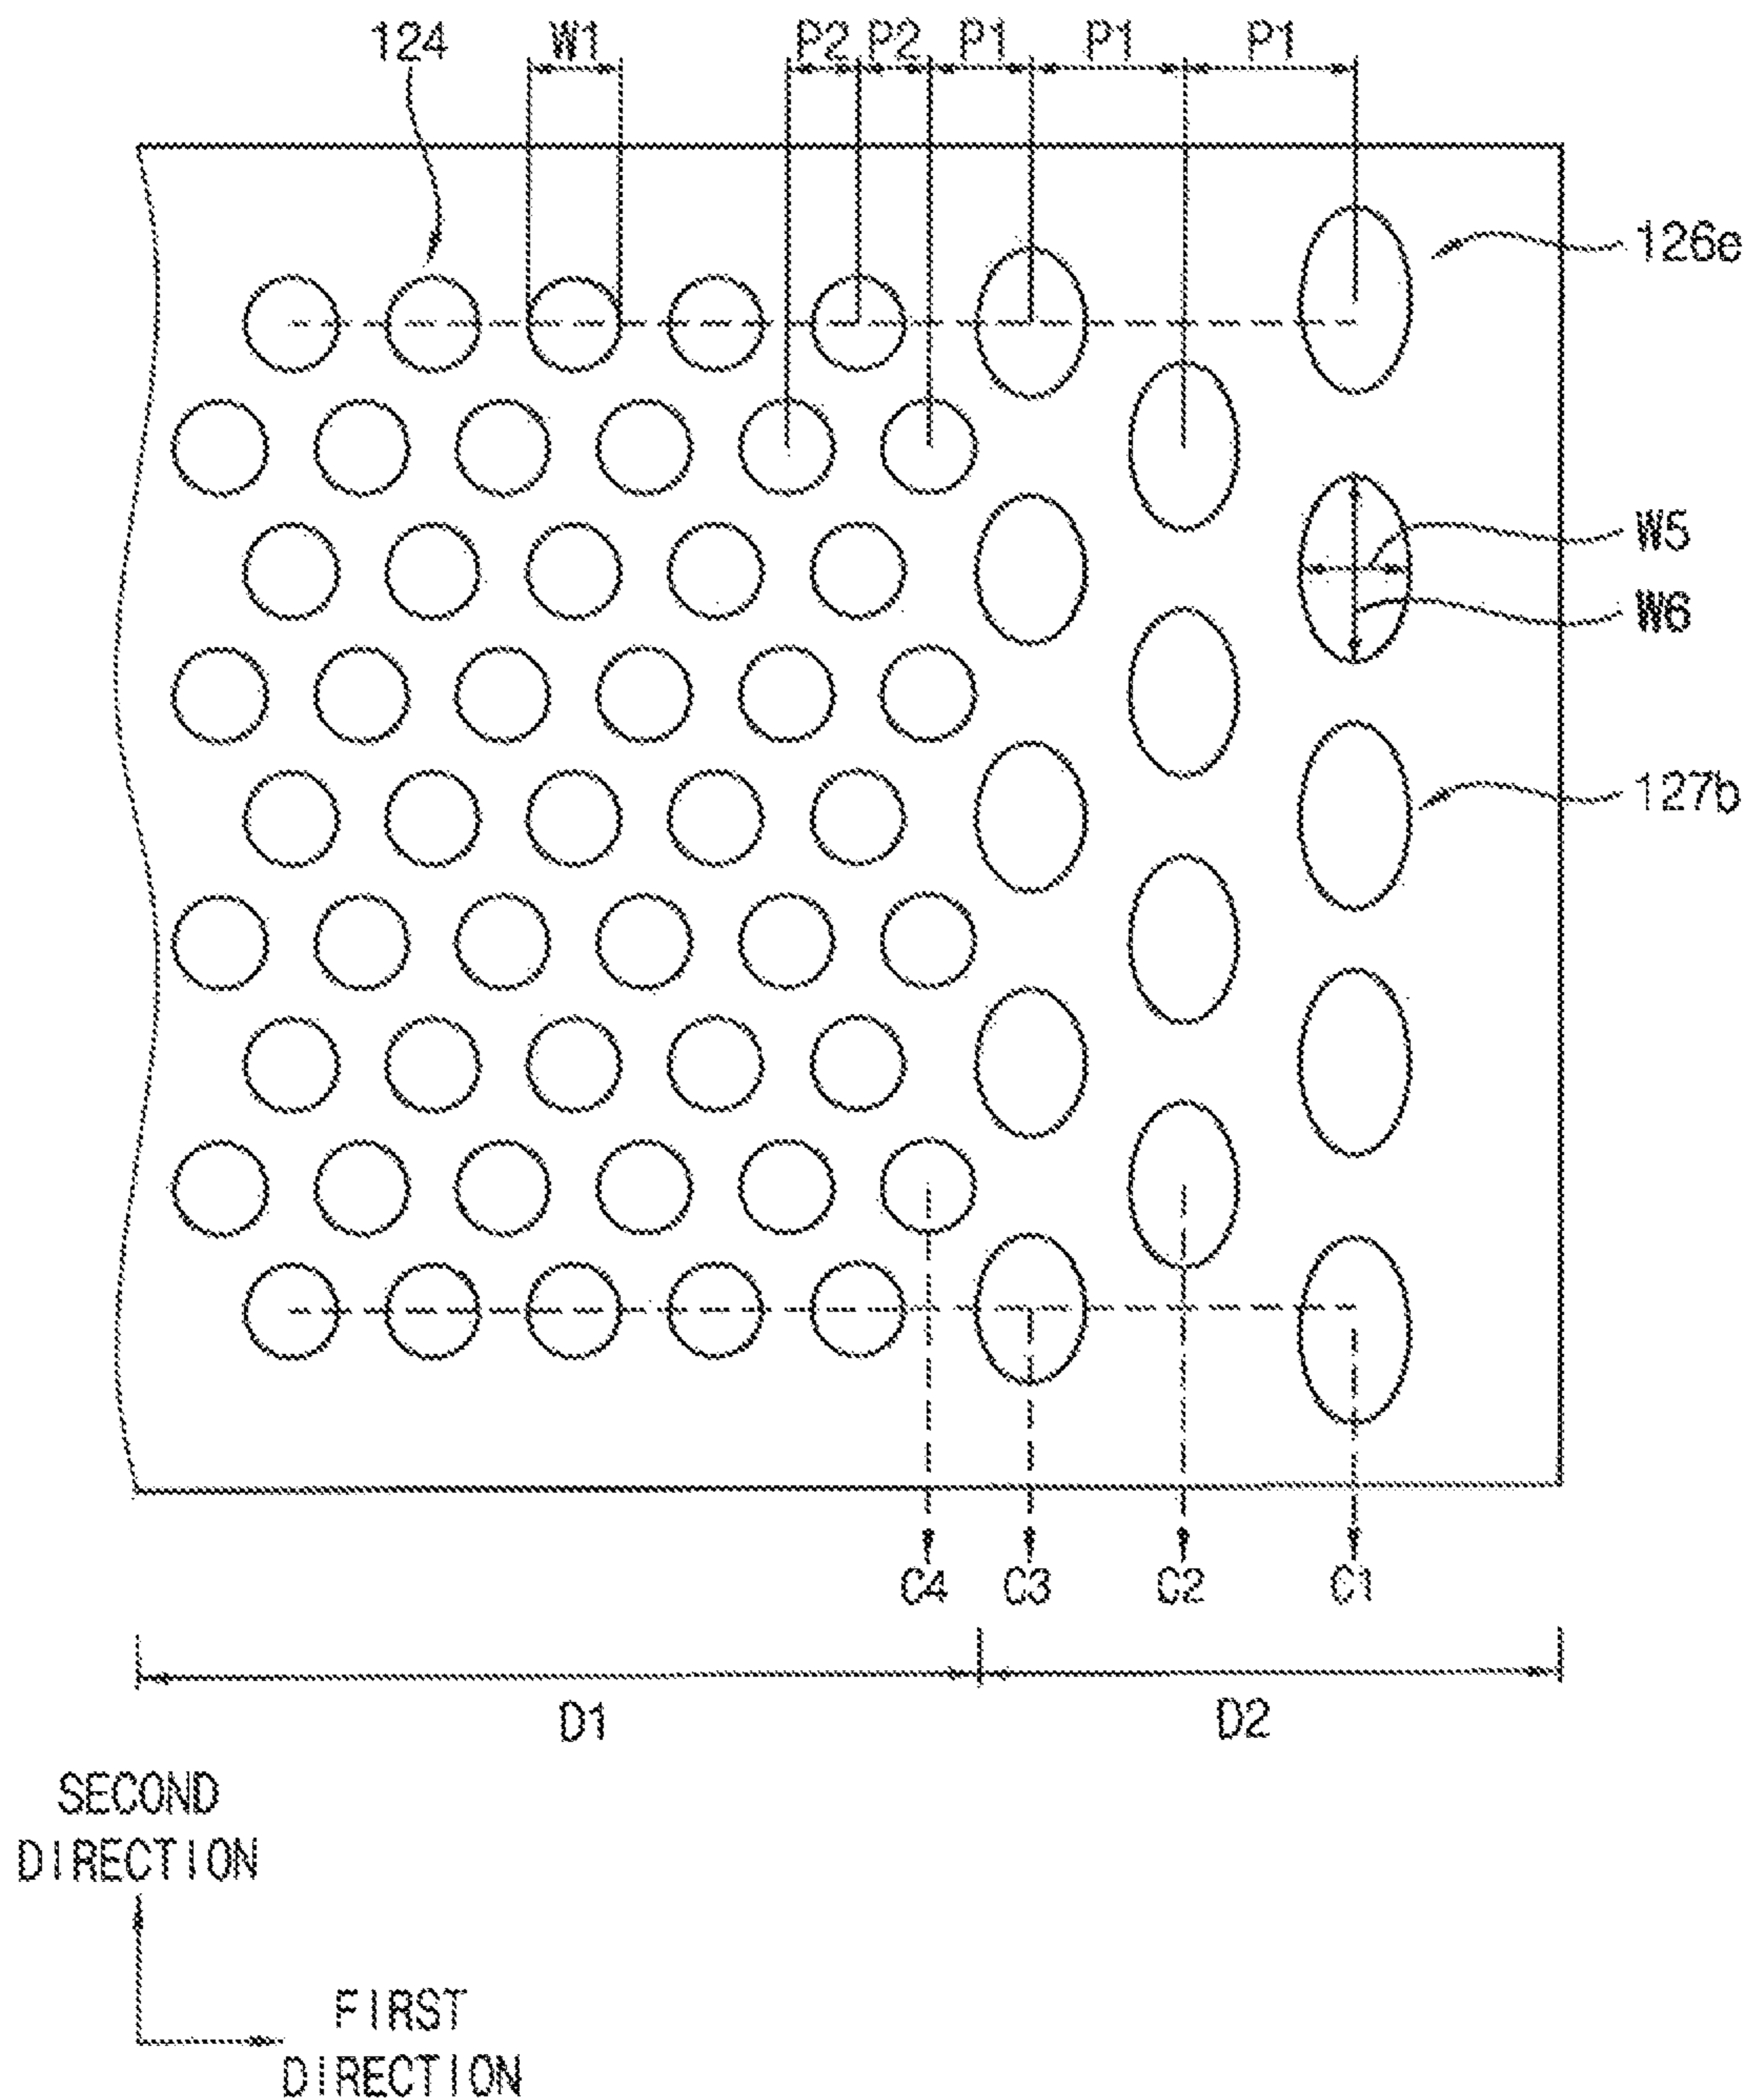 124
W1
P2
P2
P1
P1
P1
126e
W5
W6
127b
C4
C3
C2
C1
D1
D2
SECOND
DIRECTION
FIRST
DIRECTION